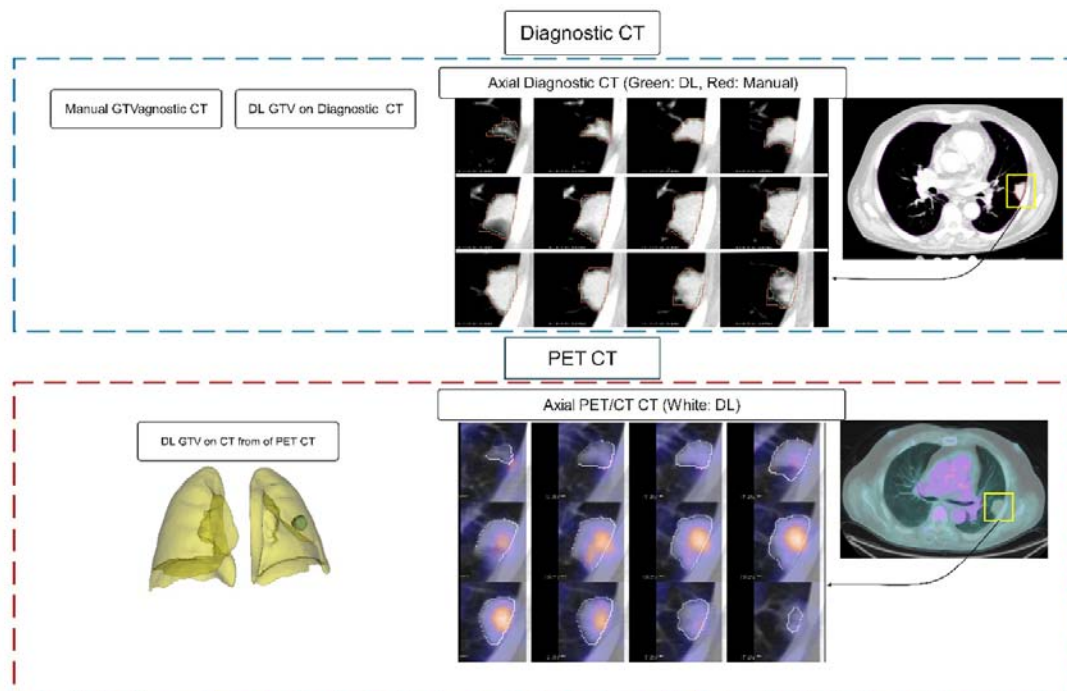 Diagnostic CT
Manual GTVagnostic CT
DL GTV on Diagnostic CT
Axial Diagnostic CT (Green: DL, Red: Manual)
PET CT
Axial PET/CT CT (White: DL)
DL GTV on CT from of PET CT